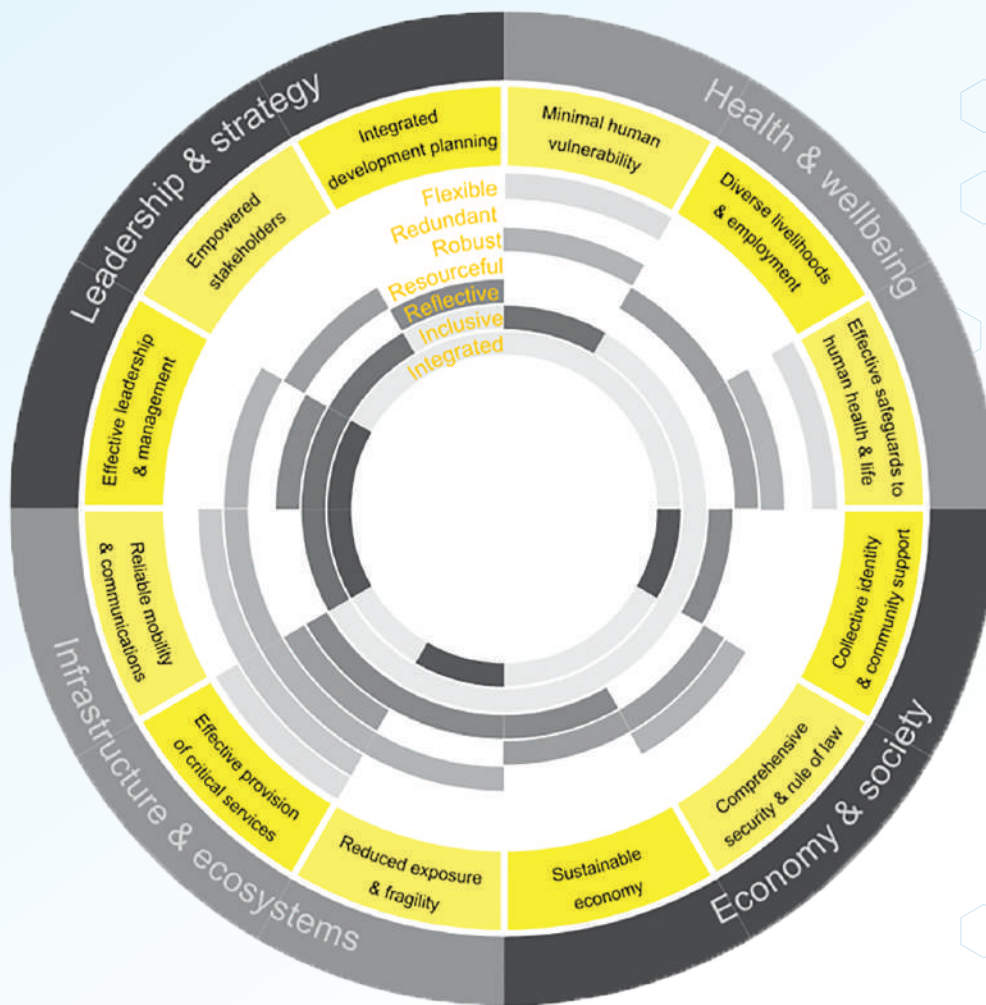 Leadership & strategy
Health & wellbeing
Economy & society
Infrastructure & ecosystems
Integrated
development planning
Minimal human
vulnerability
Diverse livelihoods
& employment
Effective safeguards to
human health & life
Collective identity
& community support
Comprehensive
security & rule of law
Sustainable
economy
Reduced exposure
& fragility
Effective provision
of critical services
Reliable mobility
& communications
Effective leadership
& management
Empowered
stakeholders
Flexible
Redundant
Robust
Resourceful
Reflective
Inclusive
Integrated